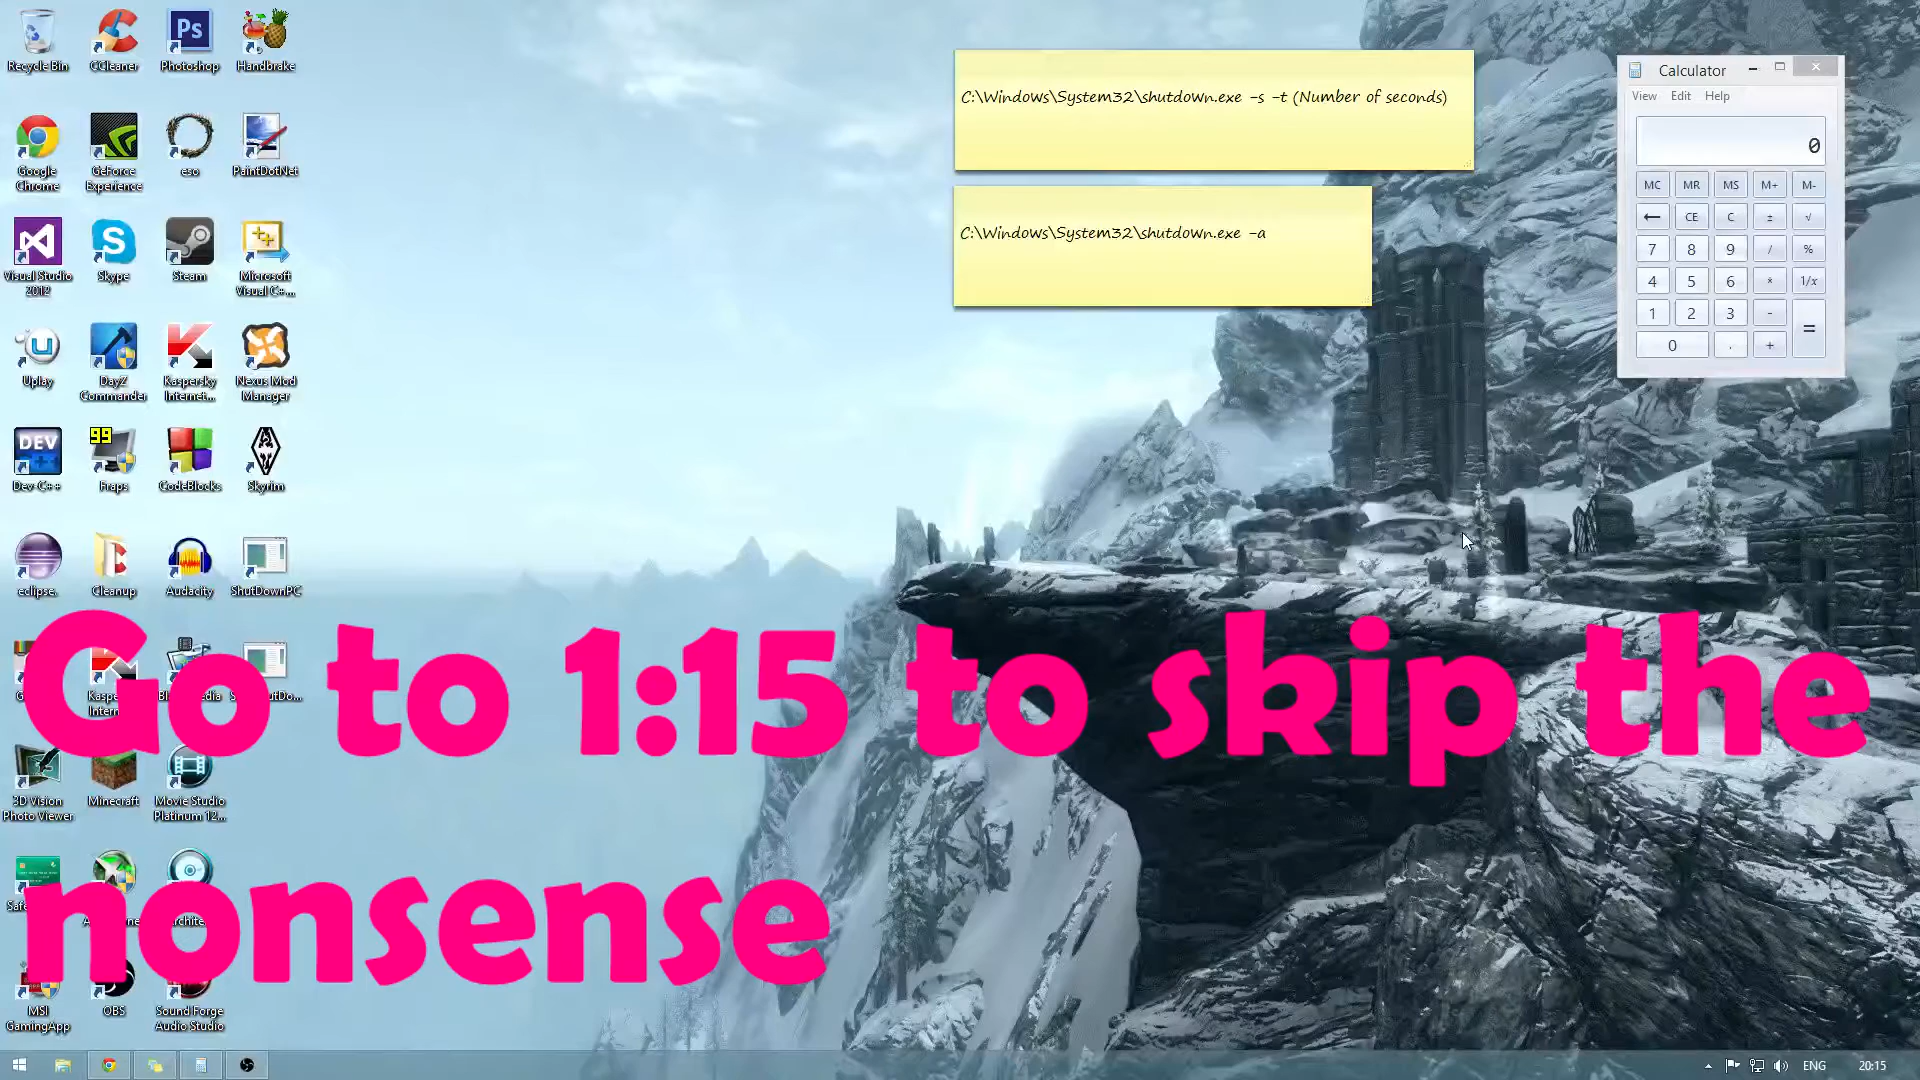 Recycle Bin
CCleaner
Ps
Photoshop
Handbrake
Google
Chrome
GeForce
Experience
eso
PaintDotNet
Visual Studio
2012
Skype
Steam
Microsoft
Visual C+...
Uplay
DayZ
Commander
Kaspersky
Internet...
Nexus Mod
Manager
DEV
Dev-C++
99
Fraps
CodeBlocks
Skyrim
eclipse.
Cleanup
Audacity
ShutDownPC
3D Vision
Photo Viewer
Minecraft
Movie Studio
Platinum 12...
MSI
GamingApp
OBS
Sound Forge
Audio Studio
C:\Windows\System32\shutdown.exe -s -t (Number of seconds)
C:\Windows\System32\shutdown.exe -a
Calculator
View Edit Help
0
MC MR MS M+ M-
← CE C ± √
7 8 9 / %
4 5 6 * 1/x
1 2 3 - =
0 . +
Go to 1:15 to skip the
nonsense
ENG
20:15